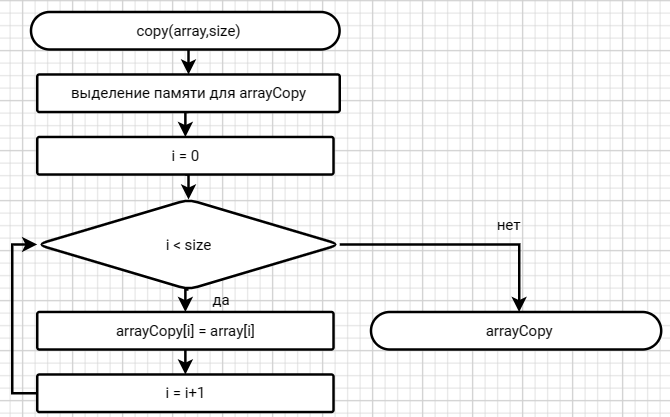 copy(array,size)
выделение памяти для arrayCopy
i = 0
i < size
нет
да
arrayCopy[i] = array[i]
arrayCopy
i = i+1